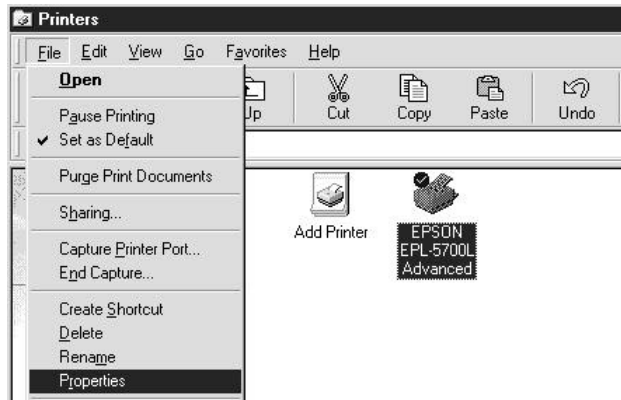 Printers
File Edit View Go Favorites Help
Open
Pause Printing
Set as Default
Purge Print Documents
Sharing...
Capture Printer Port...
End Capture...
Create Shortcut
Delete
Rename
Properties
Up Cut Copy Paste Undo
Add Printer
EPSON
EPL-5700L
Advanced